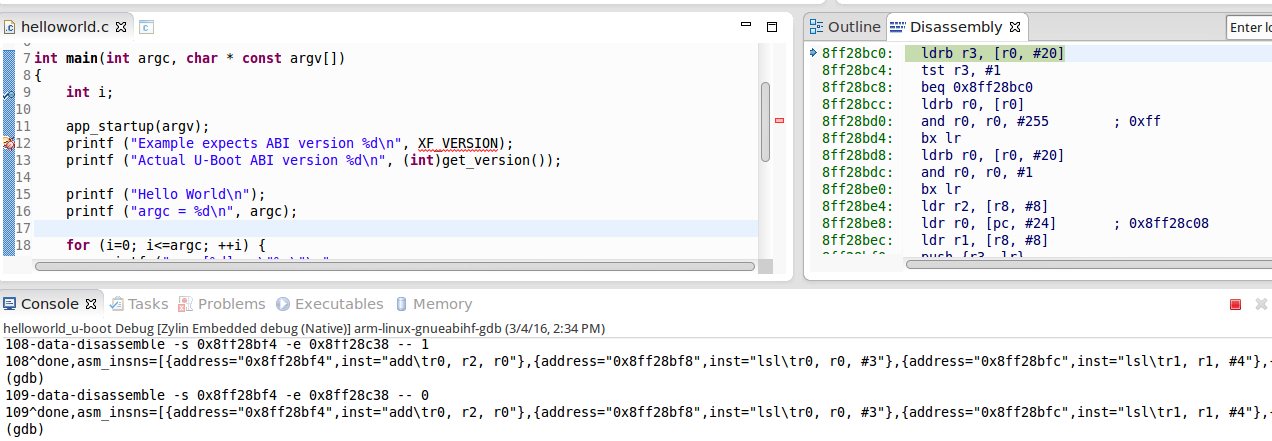 helloworld.c
6
7 int main(int argc, char * const argv[])
8 {
9     int i;
10
11     app_startup(argv);
12     printf ("Example expects ABI version %d\n", XF_VERSION);
13     printf ("Actual U-Boot ABI version %d\n", (int)get_version());
14
15     printf ("Hello World\n");
16     printf ("argc = %d\n", argc);
17
18     for (i=0; i<=argc; ++i) {
Outline Disassembly Enter lo
8ff28bc0: ldrb r3, [r0, #20]
8ff28bc4: tst r3, #1
8ff28bc8: beq 0x8ff28bc0
8ff28bcc: ldrb r0, [r0]
8ff28bd0: and r0, r0, #255 ; 0xff
8ff28bd4: bx lr
8ff28bd8: ldrb r0, [r0, #20]
8ff28bdc: and r0, r0, #1
8ff28be0: bx lr
8ff28be4: ldr r2, [r8, #8]
8ff28be8: ldr r0, [pc, #24] ; 0x8ff28c08
8ff28bec: ldr r1, [r8, #8]
8ff28bf0: push {r3, lr}
Console Tasks Problems Executables Memory
helloworld_u-boot Debug [Zylin Embedded debug (Native)] arm-linux-gnueabihf-gdb (3/4/16, 2:34 PM)
108-data-disassemble -s 0x8ff28bf4 -e 0x8ff28c38 -- 1
108^done,asm_insns=[{address="0x8ff28bf4",inst="add\tr0, r2, r0"},{address="0x8ff28bf8",inst="lsl\tr0, r0, #3"},{address="0x8ff28bfc",inst="lsl\tr1, r1, #4"},
(gdb)
109-data-disassemble -s 0x8ff28bf4 -e 0x8ff28c38 -- 0
109^done,asm_insns=[{address="0x8ff28bf4",inst="add\tr0, r2, r0"},{address="0x8ff28bf8",inst="lsl\tr0, r0, #3"},{address="0x8ff28bfc",inst="lsl\tr1, r1, #4"},
(gdb)